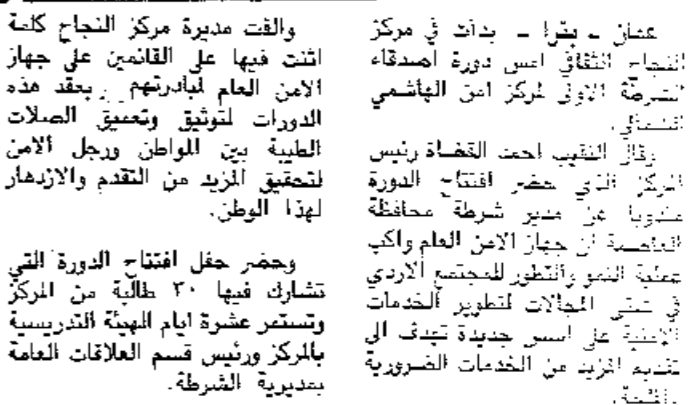 عمان ـ بترا ـ بدأت في مركز
النجاح الثقافي امس دورة اصدقاء
الشرطة الاولى لمركز امن الهاشمي
الشمالي.
وقال النقيب احمد القضاة رئيس
المركز الذي حضر افتتاح الدورة
مندوبا عن مدير شرطة محافظة
العاصمة ان جهاز الامن العام واكب
عملية النمو والتطور للمجتمع الاردني
في شتى المجالات لتطوير الخدمات
الامنية على اسس جديدة تهدف الى
تقديم المزيد من الخدمات الضرورية
والقت مديرة مركز النجاح كلمة
اثنت فيها على القائمين على جهاز
الامن العام لمبادرتهم بعقد هذه
الدورات لتوثيق وتعميق الصلات
الطيبة بين المواطن ورجل الامن
لتحقيق المزيد من التقدم والازدهار
لهذا الوطن.
وحضر حفل افتتاح الدورة التي
تشارك فيها ٣٠ طالبة من المركز
وتستمر عشرة ايام الهيئة التدريسية
بالمركز ورئيس قسم العلاقات العامة
بمديرية الشرطة.